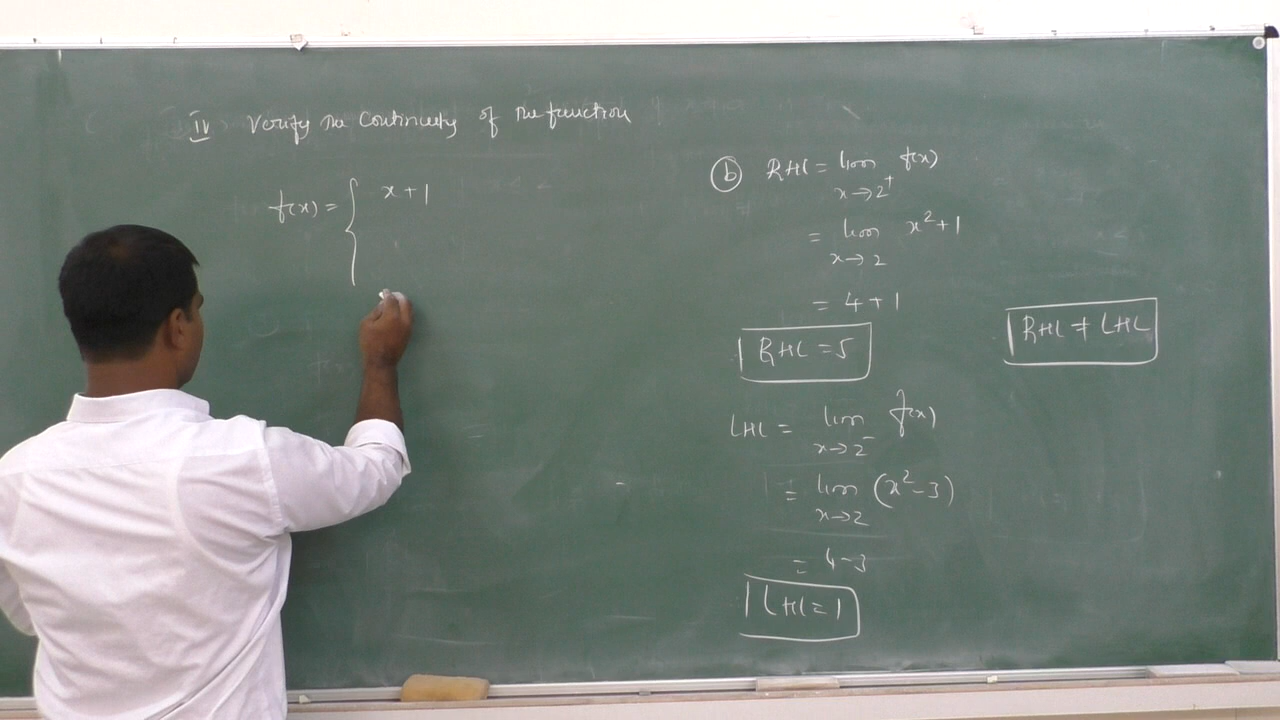 IV Verify the Continuity of the function
f(x) = { x + 1
(b) RHL = lim f(x)
x→2⁺
= lim x² + 1
x→2
= 4 + 1
RHL = 5
RHL ≠ LHL
LHL = lim f(x)
x→2⁻
= lim (x² - 3)
x→2
= 4 - 3
LHL = 1